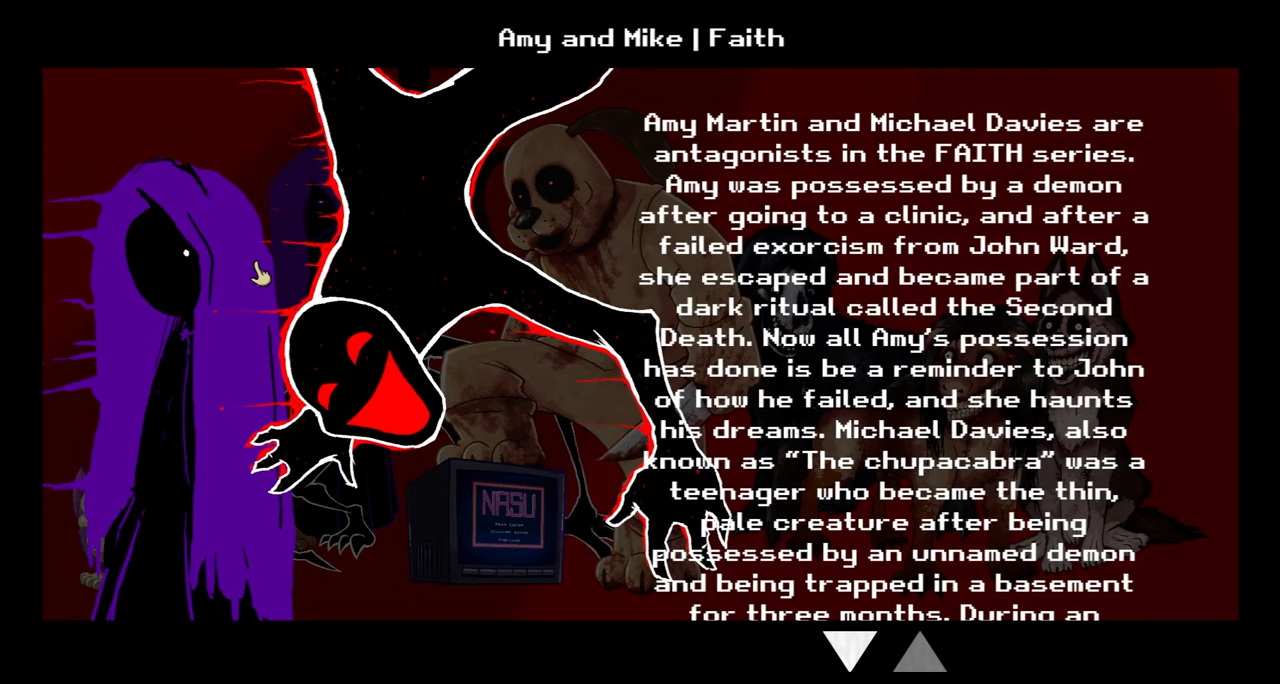 Amy and Mike | Faith
Amy Martin and Michael Davies are
antagonists in the FAITH series.
Amy was possessed by a demon
after going to a clinic, and after a
failed exorcism from John Ward,
she escaped and became part of a
dark ritual called the Second
Death. Now all Amy's possession
has done is be a reminder to John
of how he failed, and she haunts
his dreams. Michael Davies, also
known as “The chupacabra” was a
teenager who became the thin,
pale creature after being
possessed by an unnamed demon
and being trapped in a basement
for three months. During an
NASU